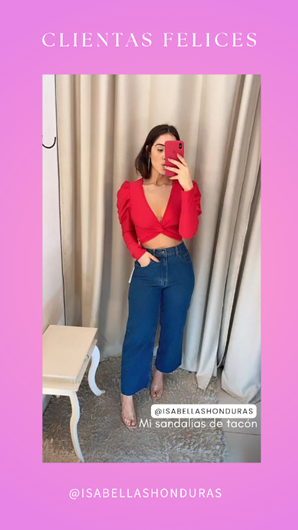 CLIENTAS FELICES
@ISABELLASHONDURAS
Mi sandalias de tacón
@ISABELLASHONDURAS